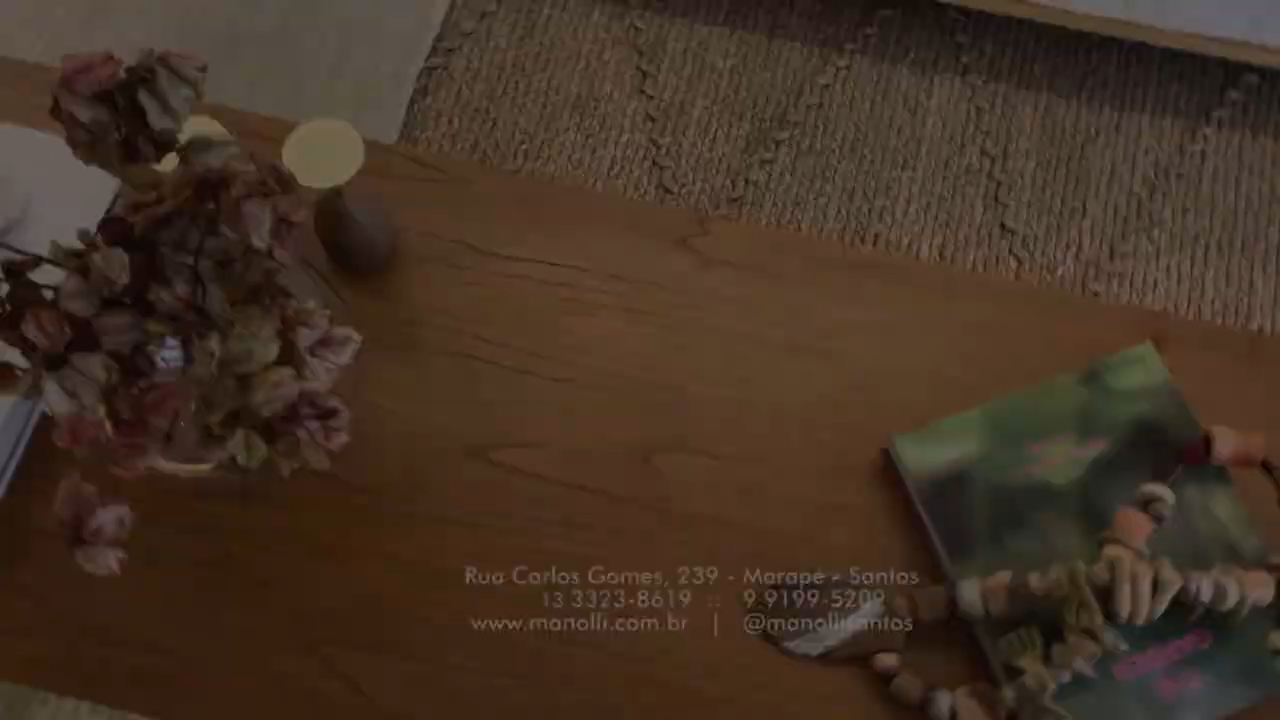 Rua Carlos Gomes, 239 - Marapé - Santos
13 3323-8619 :: 9 9199-5209
www.manolli.com.br | @manollisantos